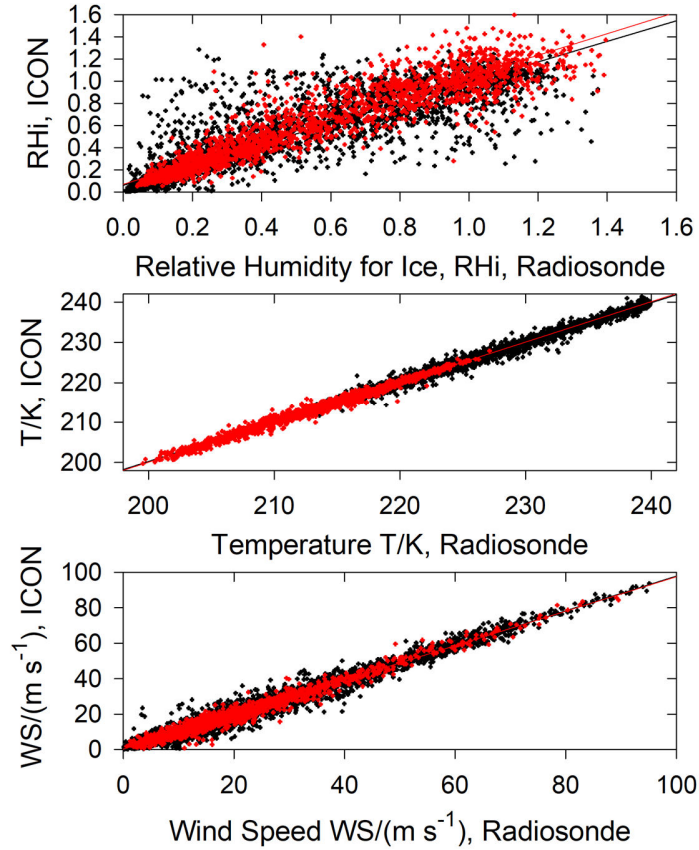 1.6
1.4
1.2
1.0
0.8
0.6
0.4
0.2
0.0
RHi, ICON
0.0 0.2 0.4 0.6 0.8 1.0 1.2 1.4 1.6
Relative Humidity for Ice, RHi, Radiosonde
240
230
220
210
200
T/K, ICON
200 210 220 230 240
Temperature T/K, Radiosonde
100
80
60
40
20
0
WS/(m s⁻¹), ICON
0 20 40 60 80 100
Wind Speed WS/(m s⁻¹), Radiosonde